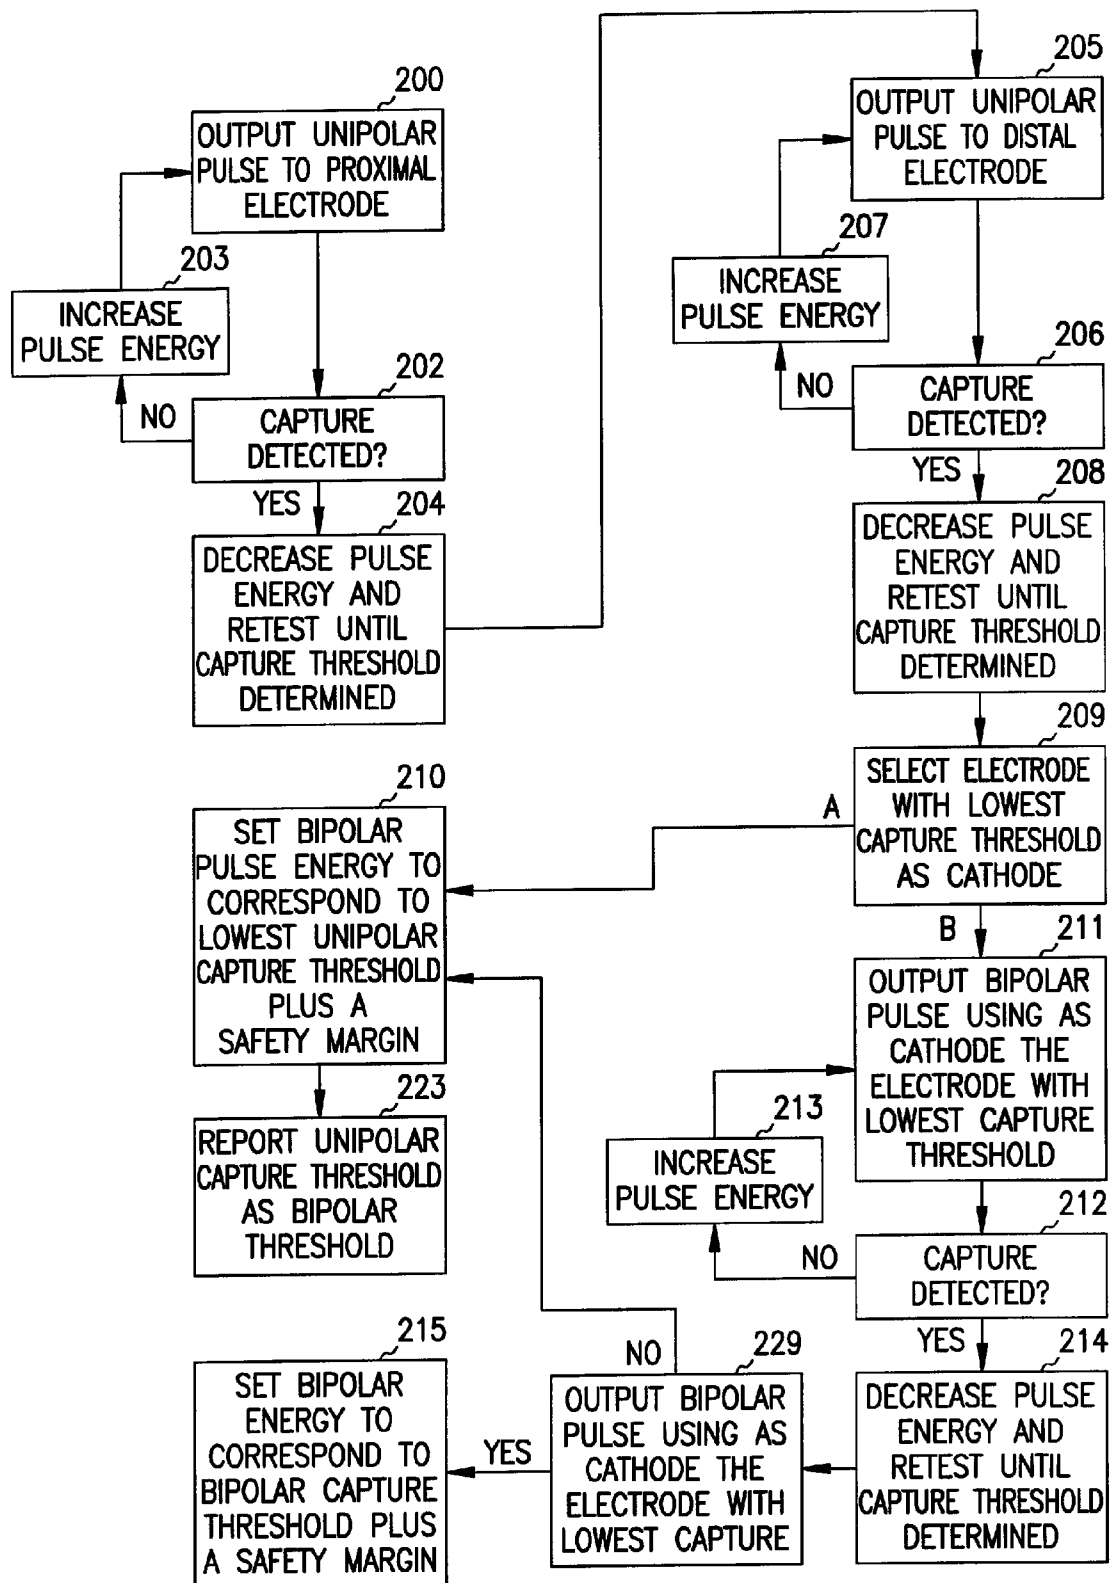 200
OUTPUT UNIPOLAR
PULSE TO PROXIMAL
ELECTRODE
203
INCREASE
PULSE ENERGY
202
NO
CAPTURE
DETECTED?
YES
204
DECREASE PULSE
ENERGY AND
RETEST UNTIL
CAPTURE THRESHOLD
DETERMINED
205
OUTPUT UNIPOLAR
PULSE TO DISTAL
ELECTRODE
207
INCREASE
PULSE ENERGY
206
NO
CAPTURE
DETECTED?
YES
208
DECREASE PULSE
ENERGY AND
RETEST UNTIL
CAPTURE THRESHOLD
DETERMINED
209
SELECT ELECTRODE
WITH LOWEST
CAPTURE THRESHOLD
AS CATHODE
A
210
SET BIPOLAR
PULSE ENERGY TO
CORRESPOND TO
LOWEST UNIPOLAR
CAPTURE THRESHOLD
PLUS A
SAFETY MARGIN
223
REPORT UNIPOLAR
CAPTURE THRESHOLD
AS BIPOLAR
THRESHOLD
B
211
OUTPUT BIPOLAR
PULSE USING AS
CATHODE THE
ELECTRODE WITH
LOWEST CAPTURE
THRESHOLD
213
INCREASE
PULSE ENERGY
212
NO
CAPTURE
DETECTED?
YES
214
DECREASE PULSE
ENERGY AND
RETEST UNTIL
CAPTURE THRESHOLD
DETERMINED
229
NO
OUTPUT BIPOLAR
PULSE USING AS
CATHODE THE
ELECTRODE WITH
LOWEST CAPTURE
YES
215
SET BIPOLAR
ENERGY TO
CORRESPOND TO
BIPOLAR CAPTURE
THRESHOLD PLUS
A SAFETY MARGIN